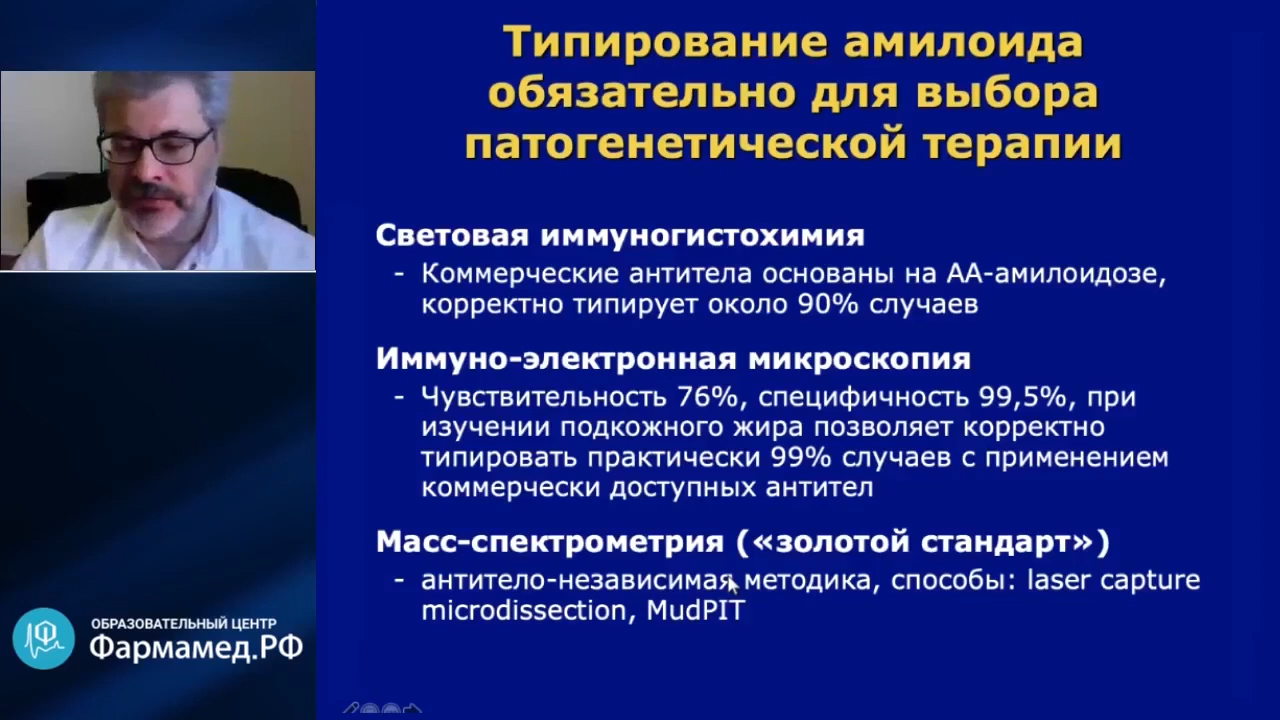 Типирование амилоида
обязательно для выбора
патогенетической терапии
Световая иммуногистохимия
- Коммерческие антитела основаны на АА-амилоидозе,
корректно типирует около 90% случаев
Иммуно-электронная микроскопия
- Чувствительность 76%, специфичность 99,5%, при
изучении подкожного жира позволяет корректно
типировать практически 99% случаев с применением
коммерчески доступных антител
Масс-спектрометрия («золотой стандарт»)
- антитело-независимая методика, способы: laser capture
microdissection, MudPIT
ОБРАЗОВАТЕЛЬНЫЙ ЦЕНТР
Фармамед.РФ